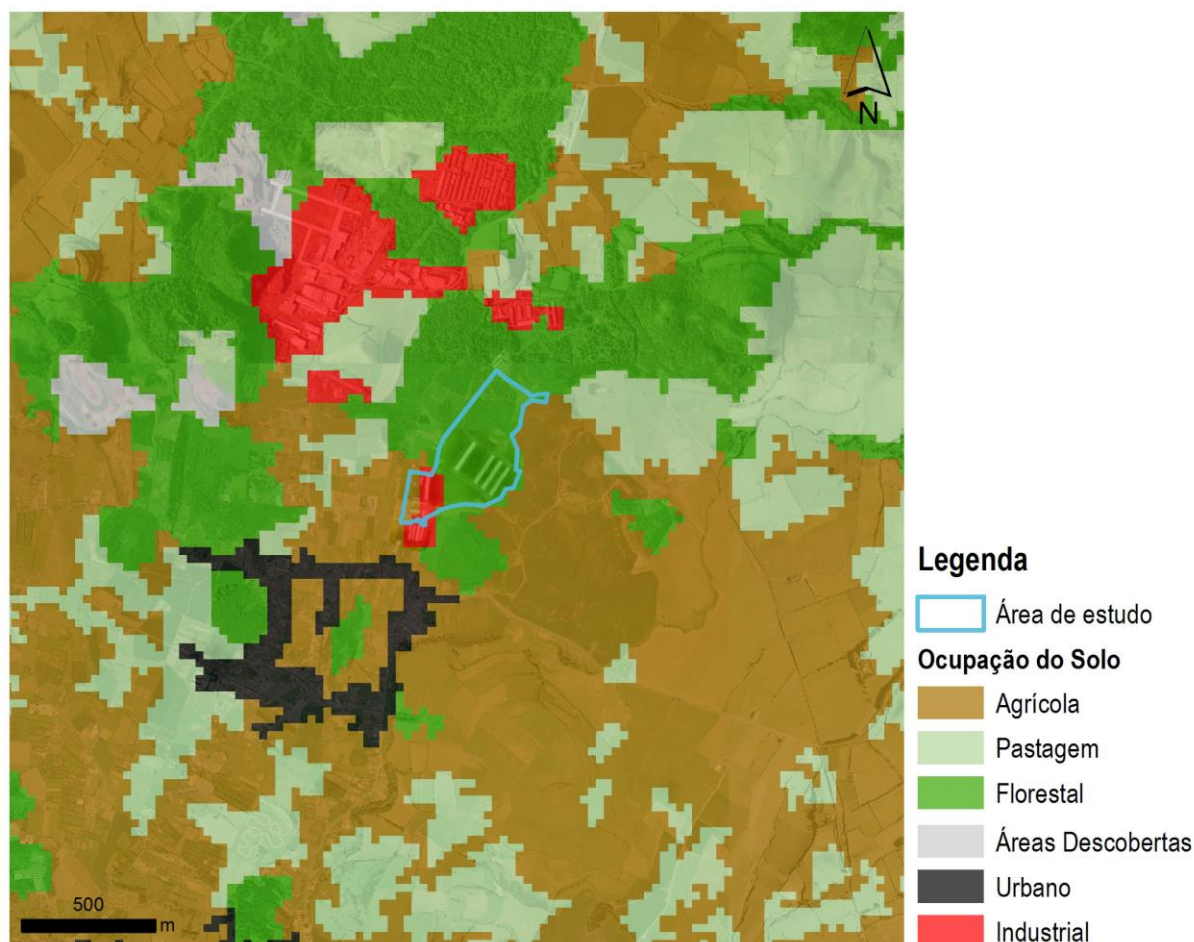 N
Legenda
Área de estudo
Ocupação do Solo
Agrícola
Pastagem
Florestal
Áreas Descobertas
Urbano
Industrial
500
m